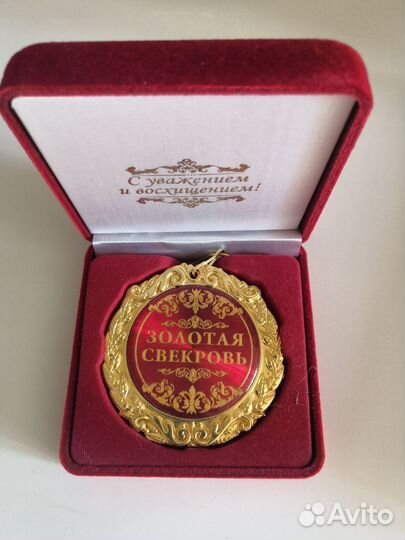 С уважением
и восхищением!
ЗОЛОТАЯ
СВЕКРОВЬ
Avito